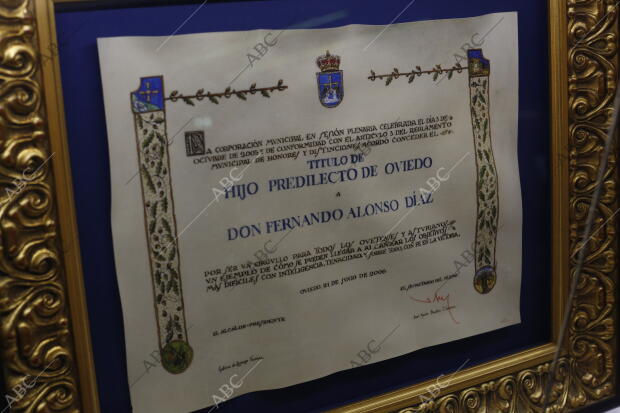 LA CORPORACIÓN MUNICIPAL EN SESIÓN PLENARIA CELEBRADA EL DÍA 3 DE
OCTUBRE DE 2005 Y DE CONFORMIDAD CON EL ARTÍCULO 3 DEL REGLAMENTO
MUNICIPAL DE HONORES Y DISTINCIONES ACORDÓ CONCEDER EL
TITULO DE
HIJO PREDILECTO DE OVIEDO
A
DON FERNANDO ALONSO DÍAZ
POR SER UN ORGULLO PARA TODOS LOS OVETENSES Y ASTURIANOS
UN EJEMPLO DE CÓMO SE PUEDEN LLEGAR A ALCANZAR LOS OBJETIVOS
MÁS DIFÍCILES CON INTELIGENCIA, TENACIDAD Y, SOBRE TODO, CON FE EN LA VICTORIA.
OVIEDO, 21 DE JULIO DE 2006
EL ALCALDE-PRESIDENTE
EL SECRETARIO DEL PLENO
ABC